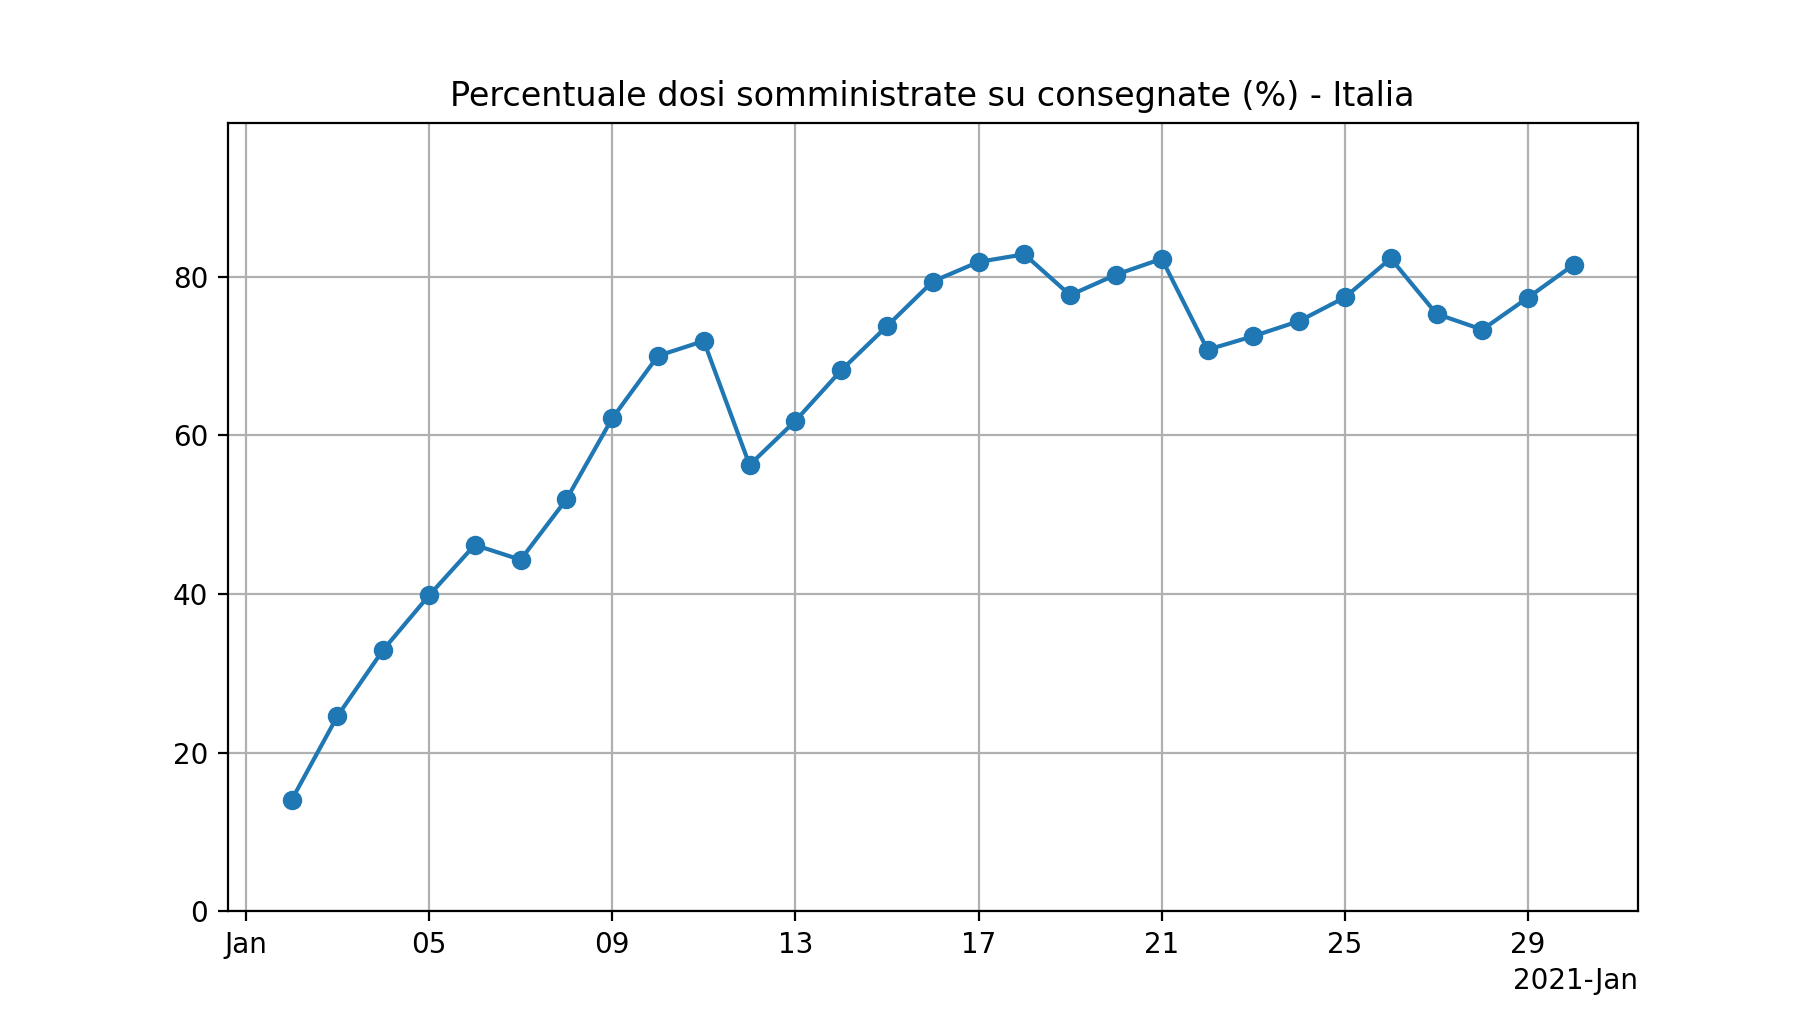 Percentuale dosi somministrate su consegnate (%) - Italia
80
60
40
20
0
Jan 05 09 13 17 21 25 29
2021-Jan